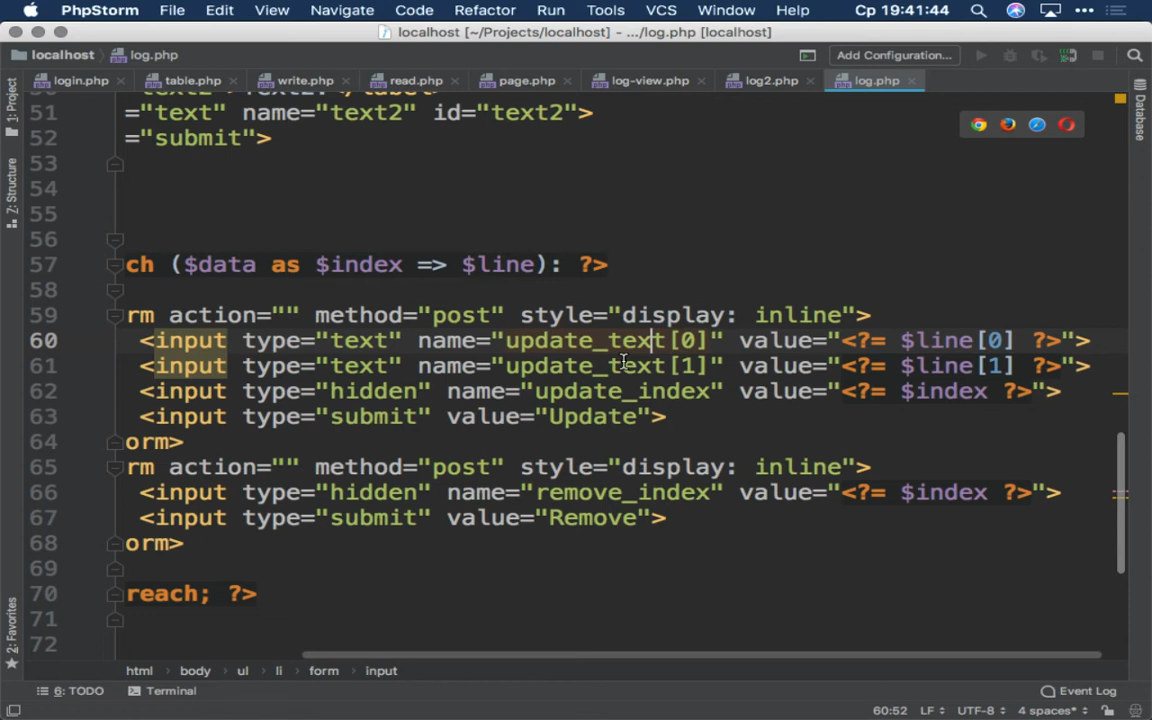 PhpStorm File Edit View Navigate Code Refactor Run Tools VCS Window Help Ср 19:41:44
localhost [~/Projects/localhost] - .../log.php [localhost]
localhost log.php Add Configuration...
login.php table.php write.php read.php page.php log-view.php log2.php log.php
1: Project
Z: Structure
2: Favorites
Database
51 ="text" name="text2" id="text2">
52 ="submit">
53
54
55
56
57 ch ($data as $index => $line): ?>
58
59 rm action="" method="post" style="display: inline">
60 <input type="text" name="update_text[0]" value="<?= $line[0] ?>">
61 <input type="text" name="update_text[1]" value="<?= $line[1] ?>">
62 <input type="hidden" name="update_index" value="<?= $index ?>">
63 <input type="submit" value="Update">
64 orm>
65 rm action="" method="post" style="display: inline">
66 <input type="hidden" name="remove_index" value="<?= $index ?>">
67 <input type="submit" value="Remove">
68 orm>
69
70 reach; ?>
71
72
html body ul li form input
6: TODO Terminal Event Log
60:52 LF UTF-8 4 spaces*